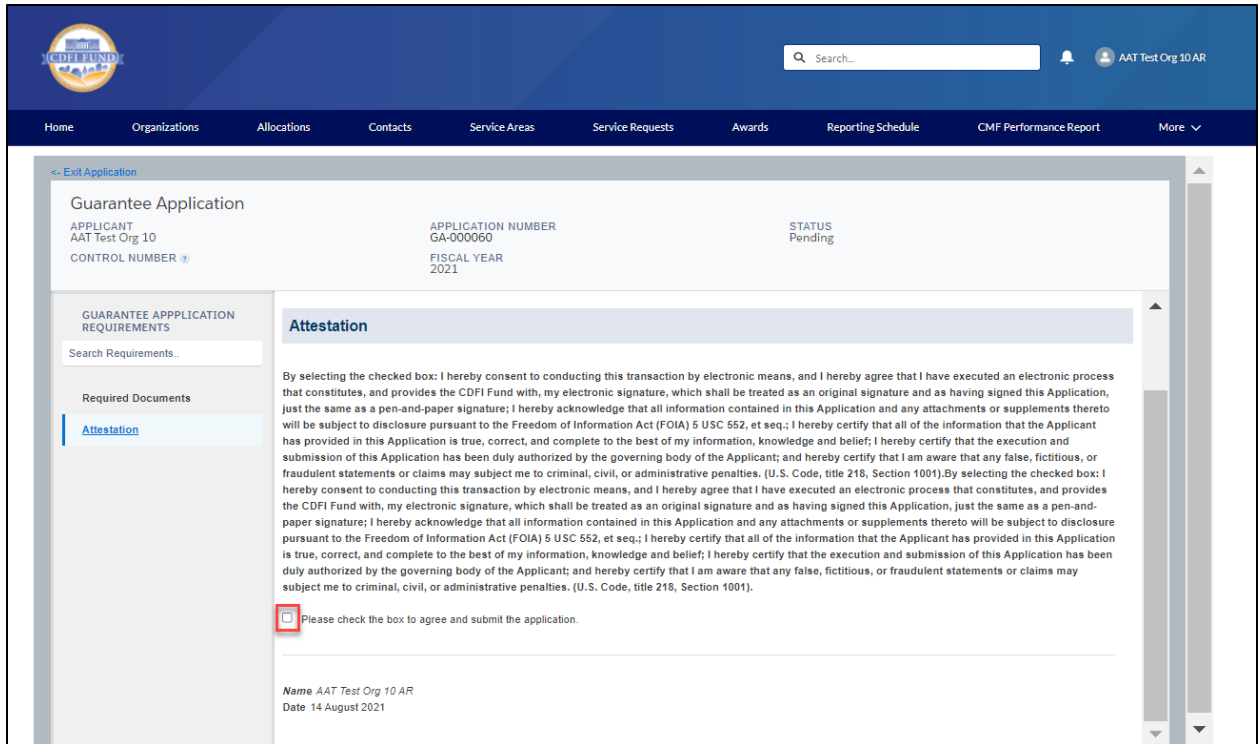 CDFI FUND
Search...
AAT Test Org 10 AR
Home Organizations Allocations Contacts Service Areas Service Requests Awards Reporting Schedule CMF Performance Report More
<- Exit Application
Guarantee Application
APPLICANT APPLICATION NUMBER STATUS
AAT Test Org 10 GA-000060 Pending
CONTROL NUMBER ? FISCAL YEAR
2021
GUARANTEE APPPLICATION
REQUIREMENTS
Search Requirements..
Required Documents
Attestation
Attestation
By selecting the checked box: I hereby consent to conducting this transaction by electronic means, and I hereby agree that I have executed an electronic process
that constitutes, and provides the CDFI Fund with, my electronic signature, which shall be treated as an original signature and as having signed this Application,
just the same as a pen-and-paper signature; I hereby acknowledge that all information contained in this Application and any attachments or supplements thereto
will be subject to disclosure pursuant to the Freedom of Information Act (FOIA) 5 USC 552, et seq.; I hereby certify that all of the information that the Applicant
has provided in this Application is true, correct, and complete to the best of my information, knowledge and belief; I hereby certify that the execution and
submission of this Application has been duly authorized by the governing body of the Applicant; and hereby certify that I am aware that any false, fictitious, or
fraudulent statements or claims may subject me to criminal, civil, or administrative penalties. (U.S. Code, title 218, Section 1001).By selecting the checked box: I
hereby consent to conducting this transaction by electronic means, and I hereby agree that I have executed an electronic process that constitutes, and provides
the CDFI Fund with, my electronic signature, which shall be treated as an original signature and as having signed this Application, just the same as a pen-and-
paper signature; I hereby acknowledge that all information contained in this Application and any attachments or supplements thereto will be subject to disclosure
pursuant to the Freedom of Information Act (FOIA) 5 USC 552, et seq.; I hereby certify that all of the information that the Applicant has provided in this Application
is true, correct, and complete to the best of my information, knowledge and belief; I hereby certify that the execution and submission of this Application has been
duly authorized by the governing body of the Applicant; and hereby certify that I am aware that any false, fictitious, or fraudulent statements or claims may
subject me to criminal, civil, or administrative penalties. (U.S. Code, title 218, Section 1001).
Please check the box to agree and submit the application.
Name AAT Test Org 10 AR
Date 14 August 2021